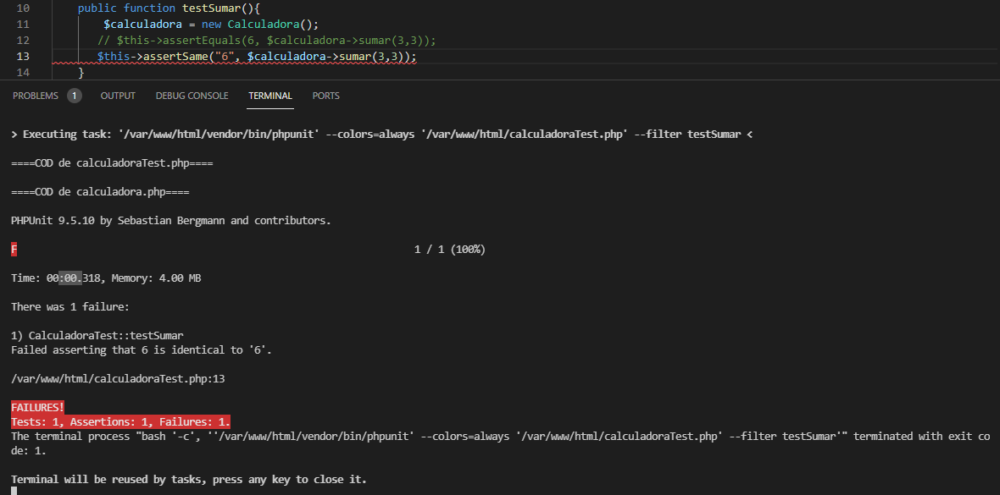 10 public function testSumar(){
11 $calculadora = new Calculadora();
12 // $this->assertEquals(6, $calculadora->sumar(3,3));
13 $this->assertSame("6", $calculadora->sumar(3,3));
14 }
PROBLEMS 1 OUTPUT DEBUG CONSOLE TERMINAL PORTS
> Executing task: '/var/www/html/vendor/bin/phpunit' --colors=always '/var/www/html/calculadoraTest.php' --filter testSumar <
====COD de calculadoraTest.php====
====COD de calculadora.php====
PHPUnit 9.5.10 by Sebastian Bergmann and contributors.
F 1 / 1 (100%)
Time: 00:00.318, Memory: 4.00 MB
There was 1 failure:
1) CalculadoraTest::testSumar
Failed asserting that 6 is identical to '6'.
/var/www/html/calculadoraTest.php:13
FAILURES!
Tests: 1, Assertions: 1, Failures: 1.
The terminal process "bash '-c', ''/var/www/html/vendor/bin/phpunit' --colors=always '/var/www/html/calculadoraTest.php' --filter testSumar'" terminated with exit co
de: 1.
Terminal will be reused by tasks, press any key to close it.